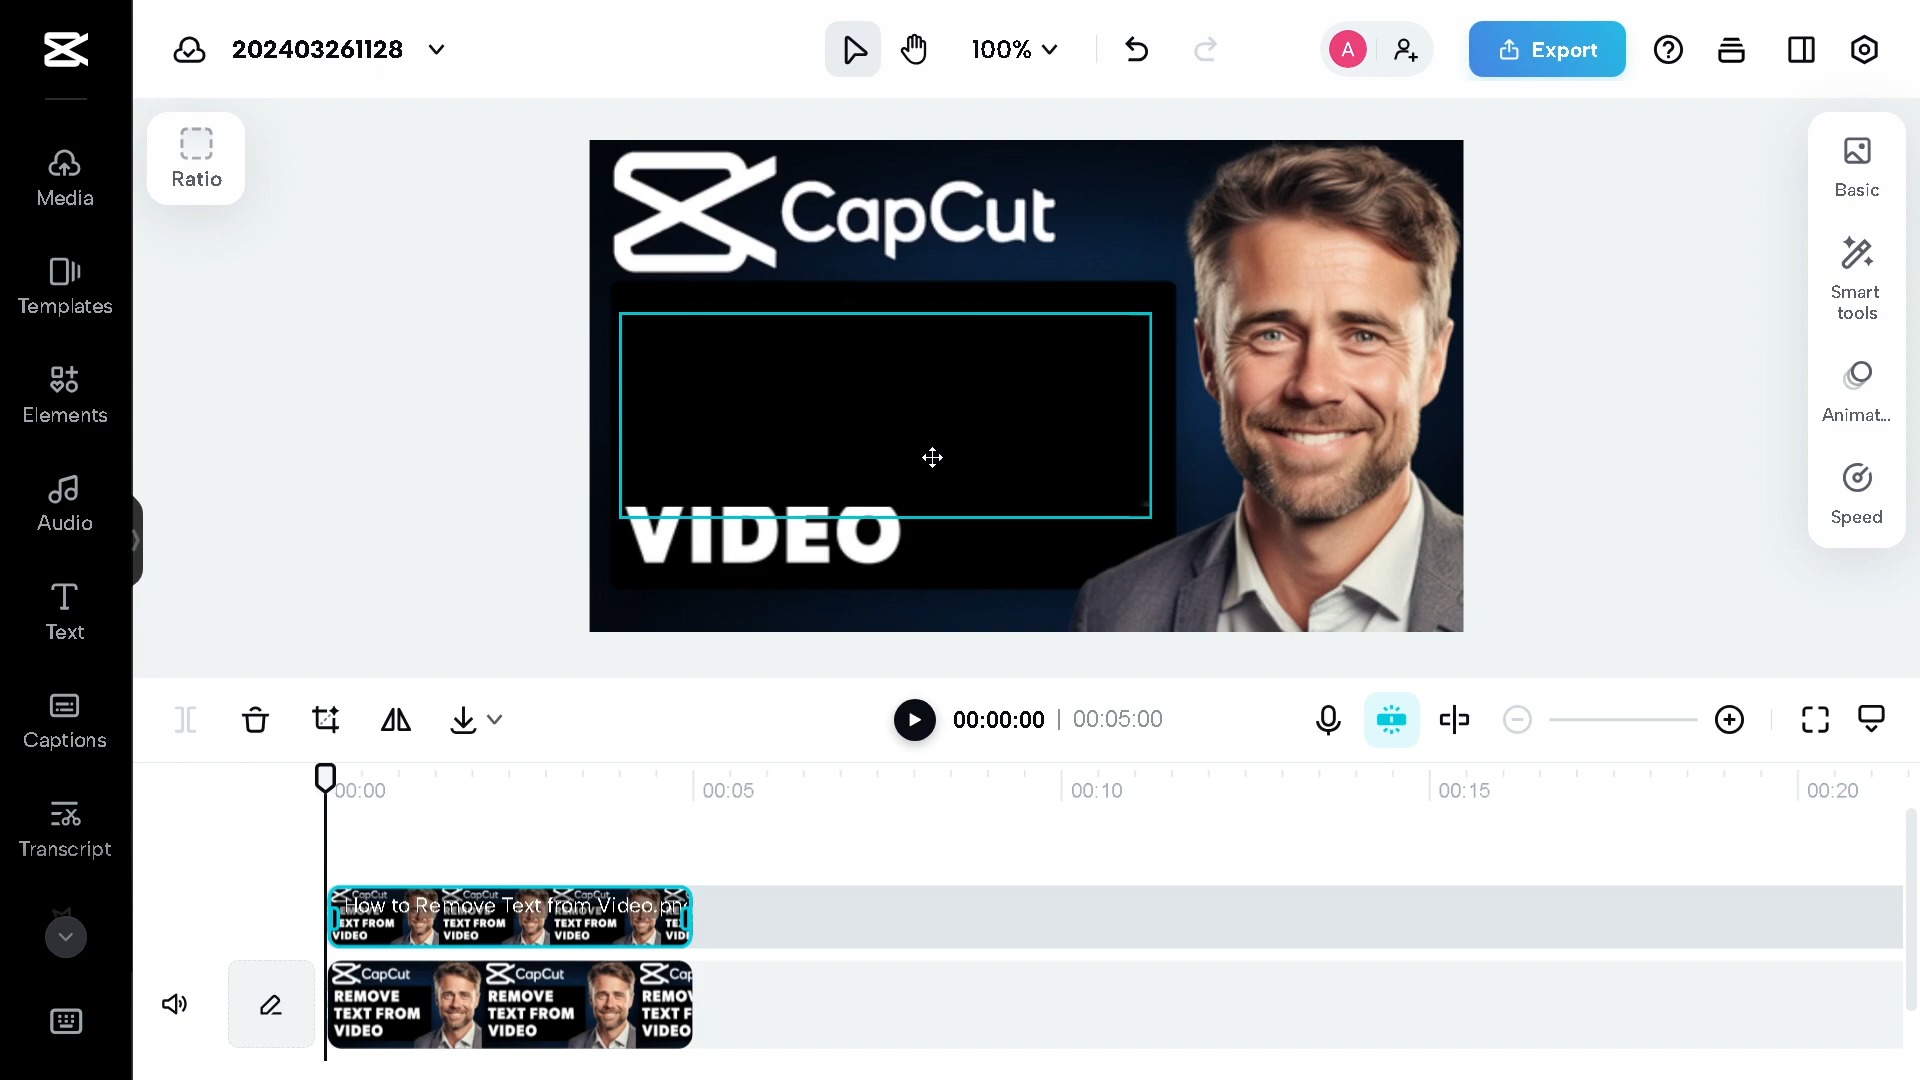 202403261128
100%
A
Export
Ratio
Media
Templates
Elements
Audio
Text
Captions
Transcript
CapCut
VIDEO
Basic
Smart
tools
Animat...
Speed
00:00:00 | 00:05:00
00:00
00:05
00:10
00:15
00:20
CapCut CapCut CapCut
How to Remove Text from Video.pn
TEXT FROM TEXT FROM TEXT FROM
VIDEO VIDEO VIDEO
CapCut CapCut Cap
REMOVE REMOVE REMOV
TEXT FROM TEXT FROM TEXT F
VIDEO VIDEO VIDEO